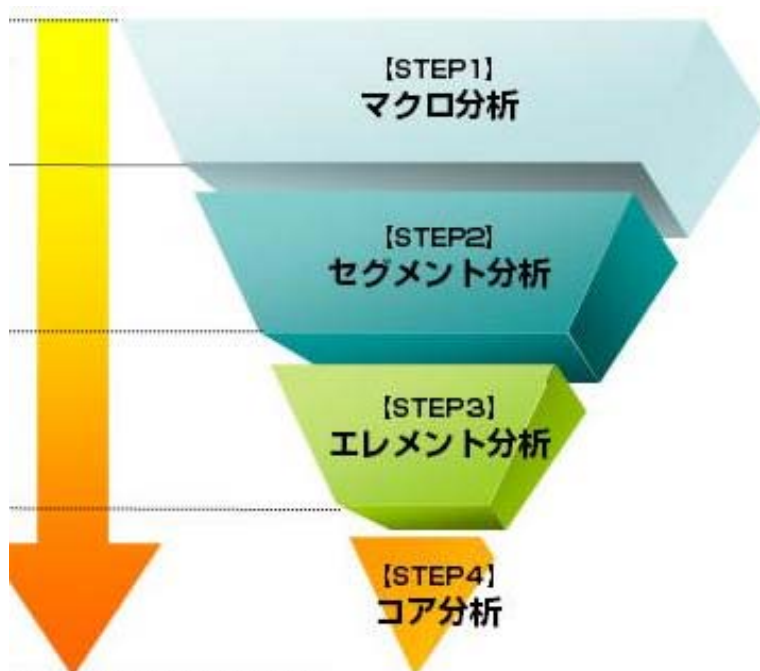 【STEP1】
マクロ分析
【STEP2】
セグメント分析
【STEP3】
エレメント分析
【STEP4】
コア分析